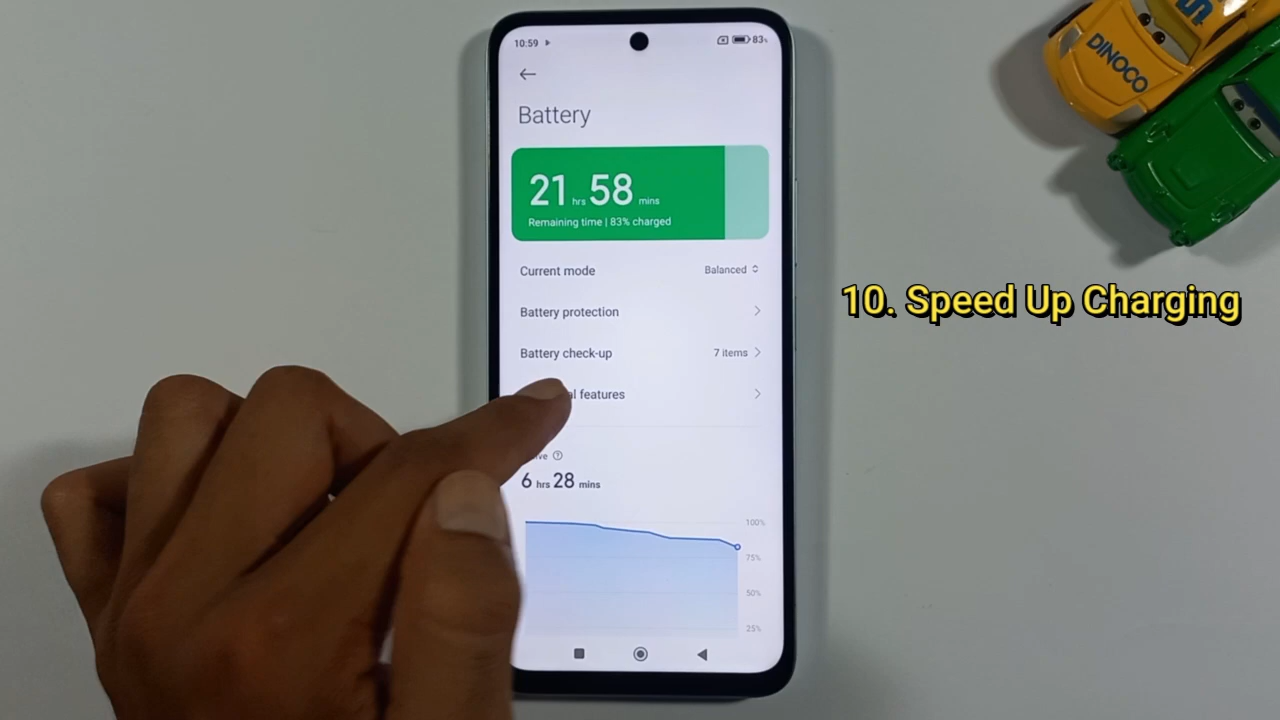 10:59
83%
Battery
21 hrs 58 mins
Remaining time | 83% charged
Current mode Balanced
Battery protection
Battery check-up 7 items
features
6 hrs 28 mins
100%
75%
50%
25%
10. Speed Up Charging
DINOCO